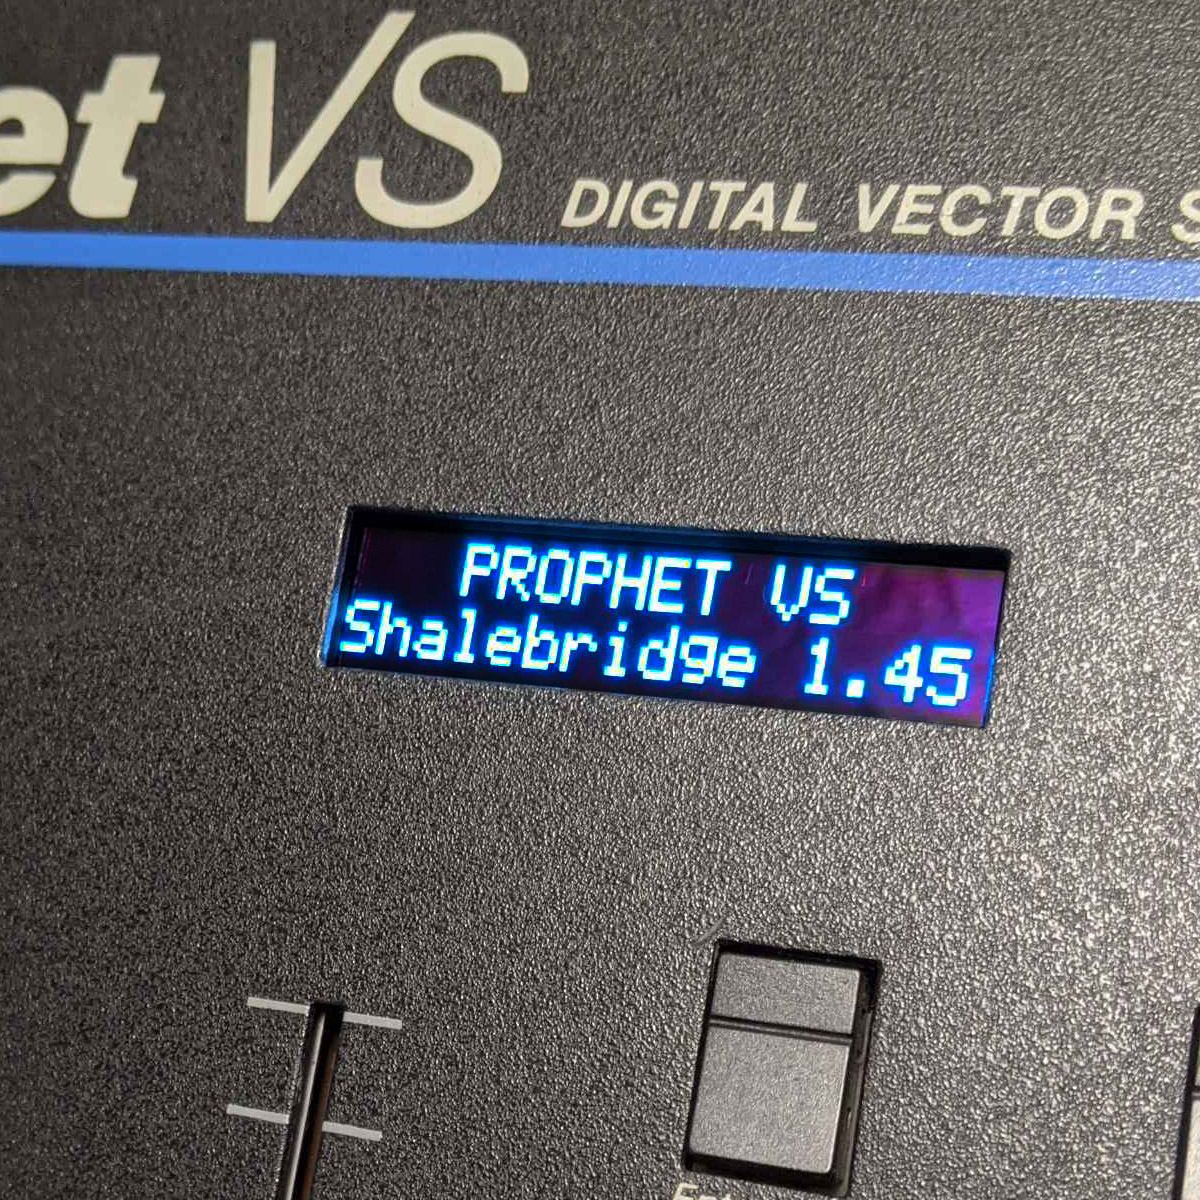 et VS DIGITAL VECTOR S
PROPHET VS
Shalebridge 1.45